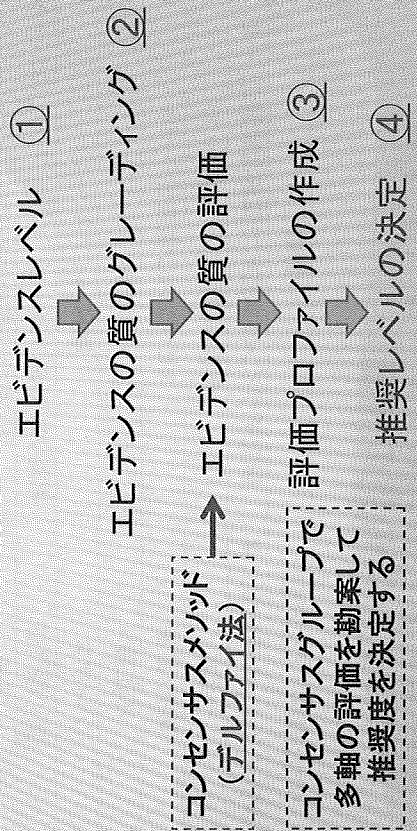 エビデンスレベル ①
エビデンスの質のグレーディング ②
コンセンサスメソッド
(デルファイ法)
エビデンスの質の評価
評価プロファイルの作成 ③
コンセンサスグループで
多軸の評価を勘案して
推奨度を決定する
推奨レベルの決定 ④